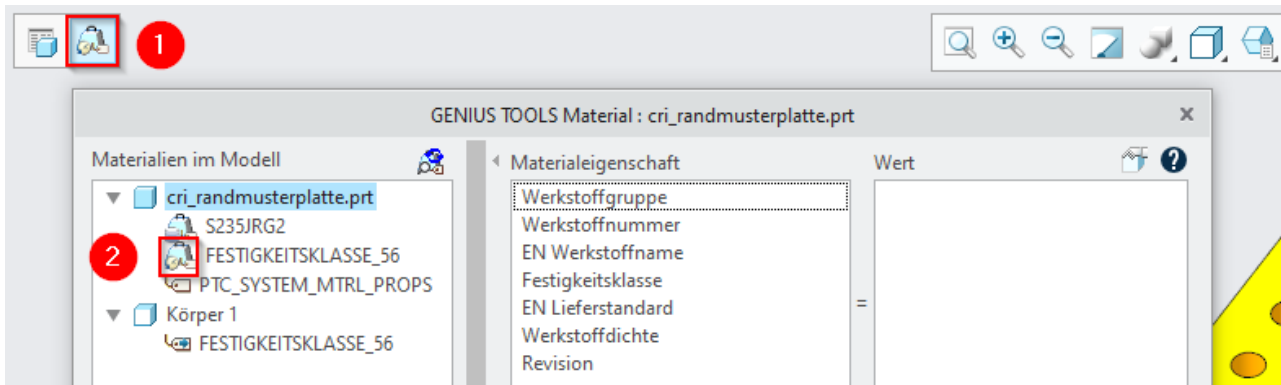 1
GENIUS TOOLS Material : cri_randmusterplatte.prt x
Materialien im Modell
Materialeigenschaft
Wert
?
cri_randmusterplatte.prt
S235JRG2
2
FESTIGKEITSKLASSE_56
PTC_SYSTEM_MTRL_PROPS
Körper 1
FESTIGKEITSKLASSE_56
Werkstoffgruppe
Werkstoffnummer
EN Werkstoffname
Festigkeitsklasse
EN Lieferstandard
Werkstoffdichte
Revision
=